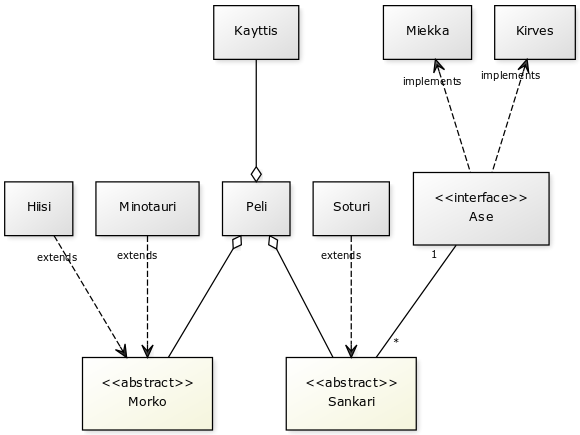 Kayttis
Miekka
Kirves
implements
implements
Hiisi
Minotauri
Peli
Soturi
<<interface>>
Ase
extends
extends
extends
1
*
<<abstract>>
Morko
<<abstract>>
Sankari